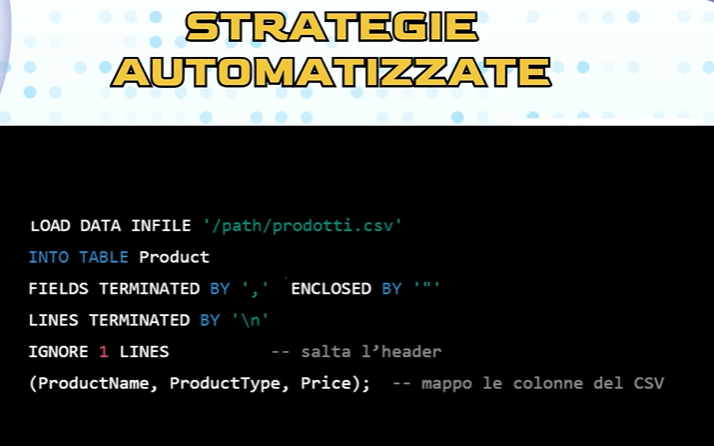 STRATEGIE
AUTOMATIZZATE
LOAD DATA INFILE '/path/prodotti.csv'
INTO TABLE Product
FIELDS TERMINATED BY ',' ENCLOSED BY '"'
LINES TERMINATED BY '\n'
IGNORE 1 LINES -- salta l’header
(ProductName, ProductType, Price); -- mappo le colonne del CSV